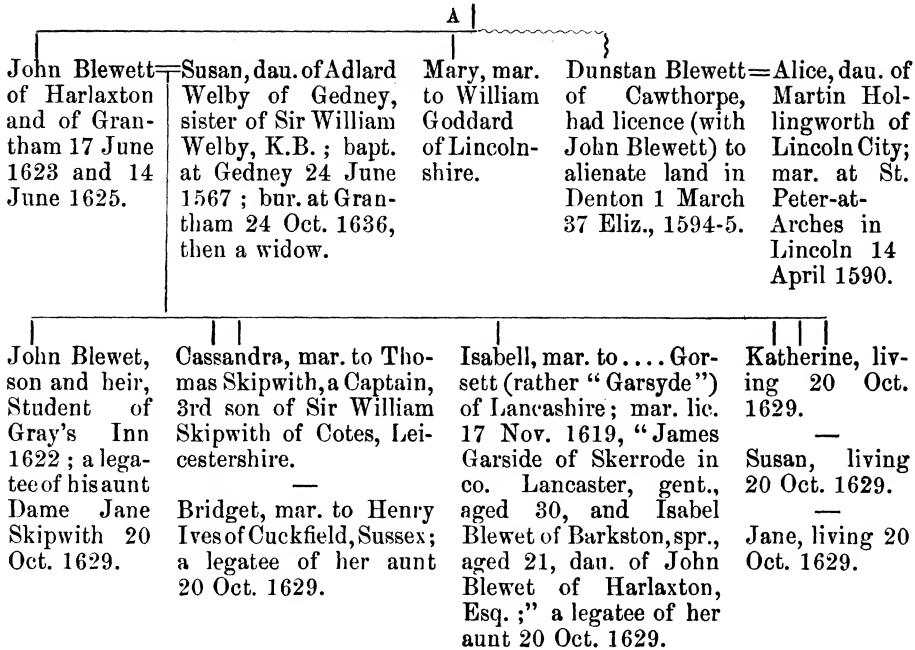 A
John Blewett
of Harlaxton
and of Gran-
tham 17 June
1623 and 14
June 1625.
=Susan, dau. of Adlard
Welby of Gedney,
sister of Sir William
Welby, K.B. ; bapt.
at Gedney 24 June
1567 ; bur. at Gran-
tham 24 Oct. 1636,
then a widow.
Mary, mar.
to William
Goddard
of Lincoln-
shire.
Dunstan Blewett
of Cawthorpe,
had licence (with
John Blewett) to
alienate land in
Denton 1 March
37 Eliz., 1594-5.
=Alice, dau. of
Martin Hol-
lingworth of
Lincoln City;
mar. at St.
Peter-at-
Arches in
Lincoln 14
April 1590.
John Blewet,
son and heir,
Student of
Gray's Inn
1622 ; a lega-
tee of his aunt
Dame Jane
Skipwith 20
Oct. 1629.
Cassandra, mar. to Tho-
mas Skipwith, a Captain,
3rd son of Sir William
Skipwith of Cotes, Lei-
cestershire.
—
Bridget, mar. to Henry
Ives of Cuckfield, Sussex;
a legatee of her aunt
20 Oct. 1629.
Isabell, mar. to .... Gor-
sett (rather “ Garsyde”)
of Lancashire ; mar. lic.
17 Nov. 1619, “ James
Garside of Skerrode in
co. Lancaster, gent.,
aged 30, and Isabel
Blewet of Barkston, spr.,
aged 21, dau. of John
Blewet of Harlaxton,
Esq. ;” a legatee of her
aunt 20 Oct. 1629.
Katherine, liv-
ing 20 Oct.
1629.
—
Susan, living
20 Oct. 1629.
—
Jane, living 20
Oct. 1629.